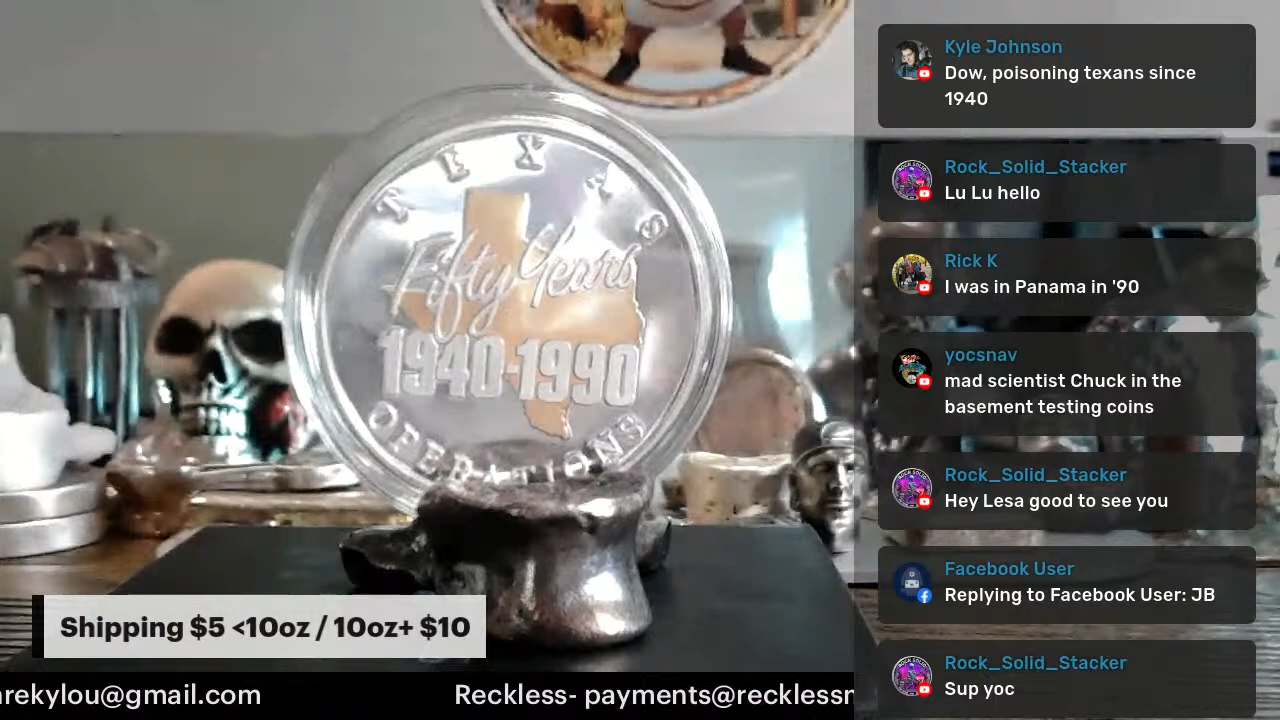 TEXAS
Fifty Years
1940-1990
OPERATIONS
Shipping $5 <10oz / 10oz+ $10
arekylou@gmail.com
Reckless- payments@recklessm
Kyle Johnson
Dow, poisoning texans since
1940
Rock_Solid_Stacker
Lu Lu hello
Rick K
I was in Panama in '90
yocsnav
mad scientist Chuck in the
basement testing coins
Rock_Solid_Stacker
Hey Lesa good to see you
Facebook User
Replying to Facebook User: JB
Rock_Solid_Stacker
Sup yoc